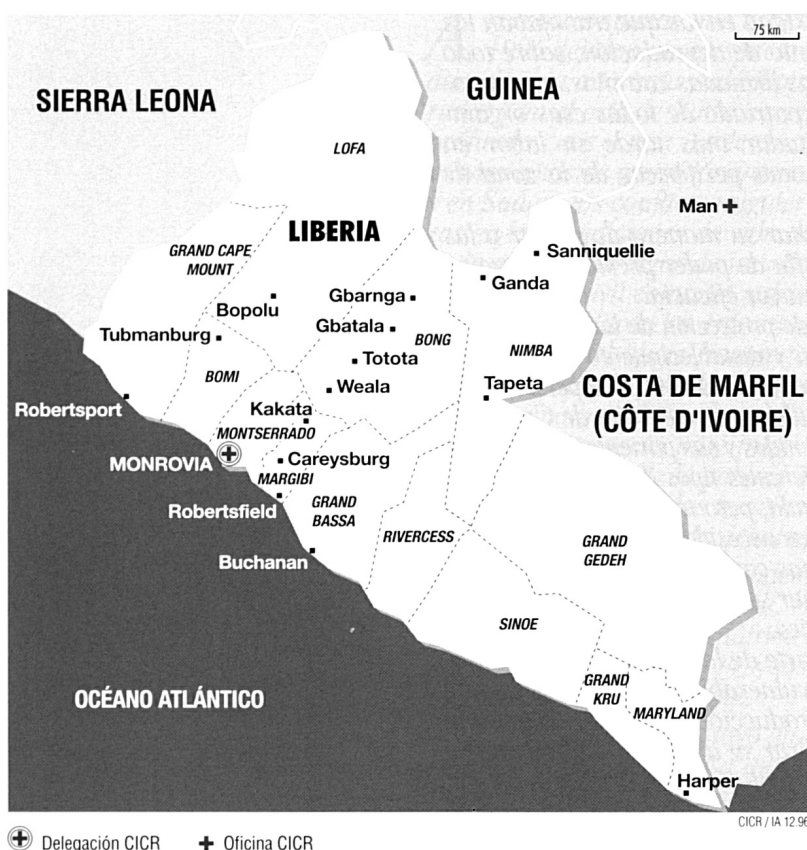 75 km
SIERRA LEONA
GUINEA
LOFA
Man
LIBERIA
GRAND CAPE
MOUNT
Sanniquellie
Ganda
Bopolu
Gbarnga
Gbatala
BONG
Tubmanburg
NIMBA
Totota
BOMI
Weala
Tapeta
COSTA DE MARFIL
(CÔTE D'IVOIRE)
Robertsport
Kakata
MONTSERRADO
MONROVIA
Careysburg
MARGIBI
Robertsfield
GRAND
BASSA
RIVERCESS
GRAND
GEDEH
Buchanan
SINOE
OCÉANO ATLÁNTICO
GRAND
KRU
MARYLAND
Harper
CICR / IA 12.96
Delegación CICR
Oficina CICR